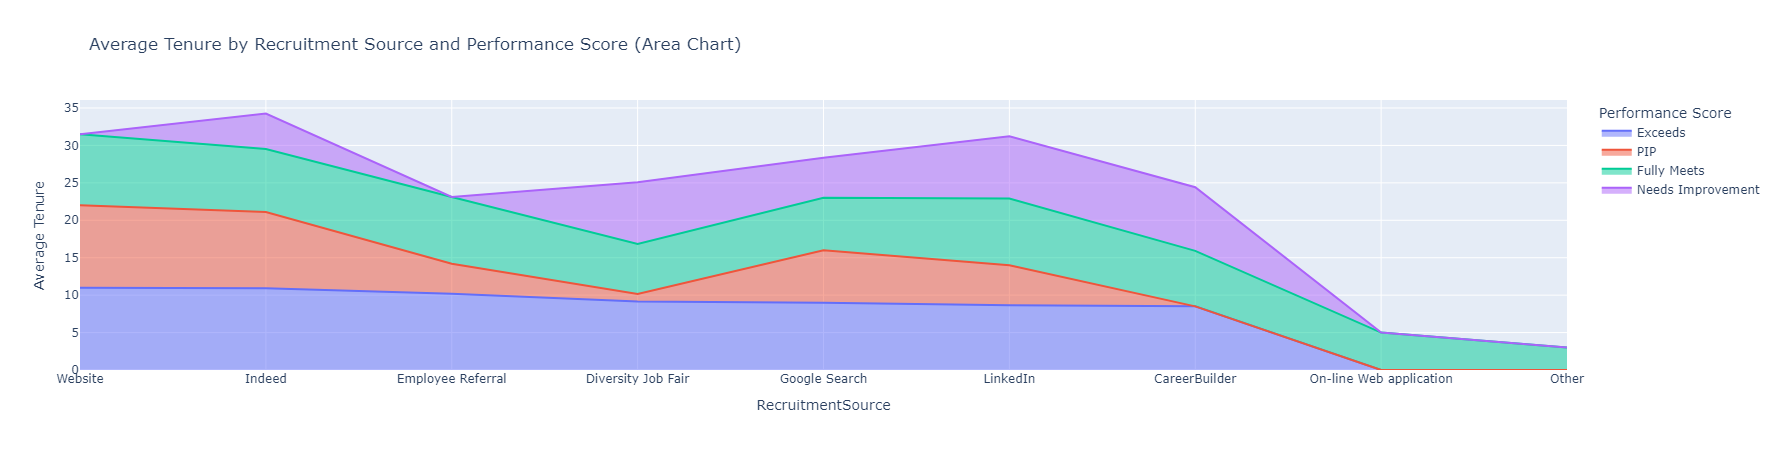 Average Tenure by Recruitment Source and Performance Score (Area Chart)
Performance Score
Exceeds
PIP
Fully Meets
Needs Improvement
Average Tenure
35
30
25
20
15
10
5
0
Website
Indeed
Employee Referral
Diversity Job Fair
Google Search
LinkedIn
CareerBuilder
On-line Web application
Other
RecruitmentSource